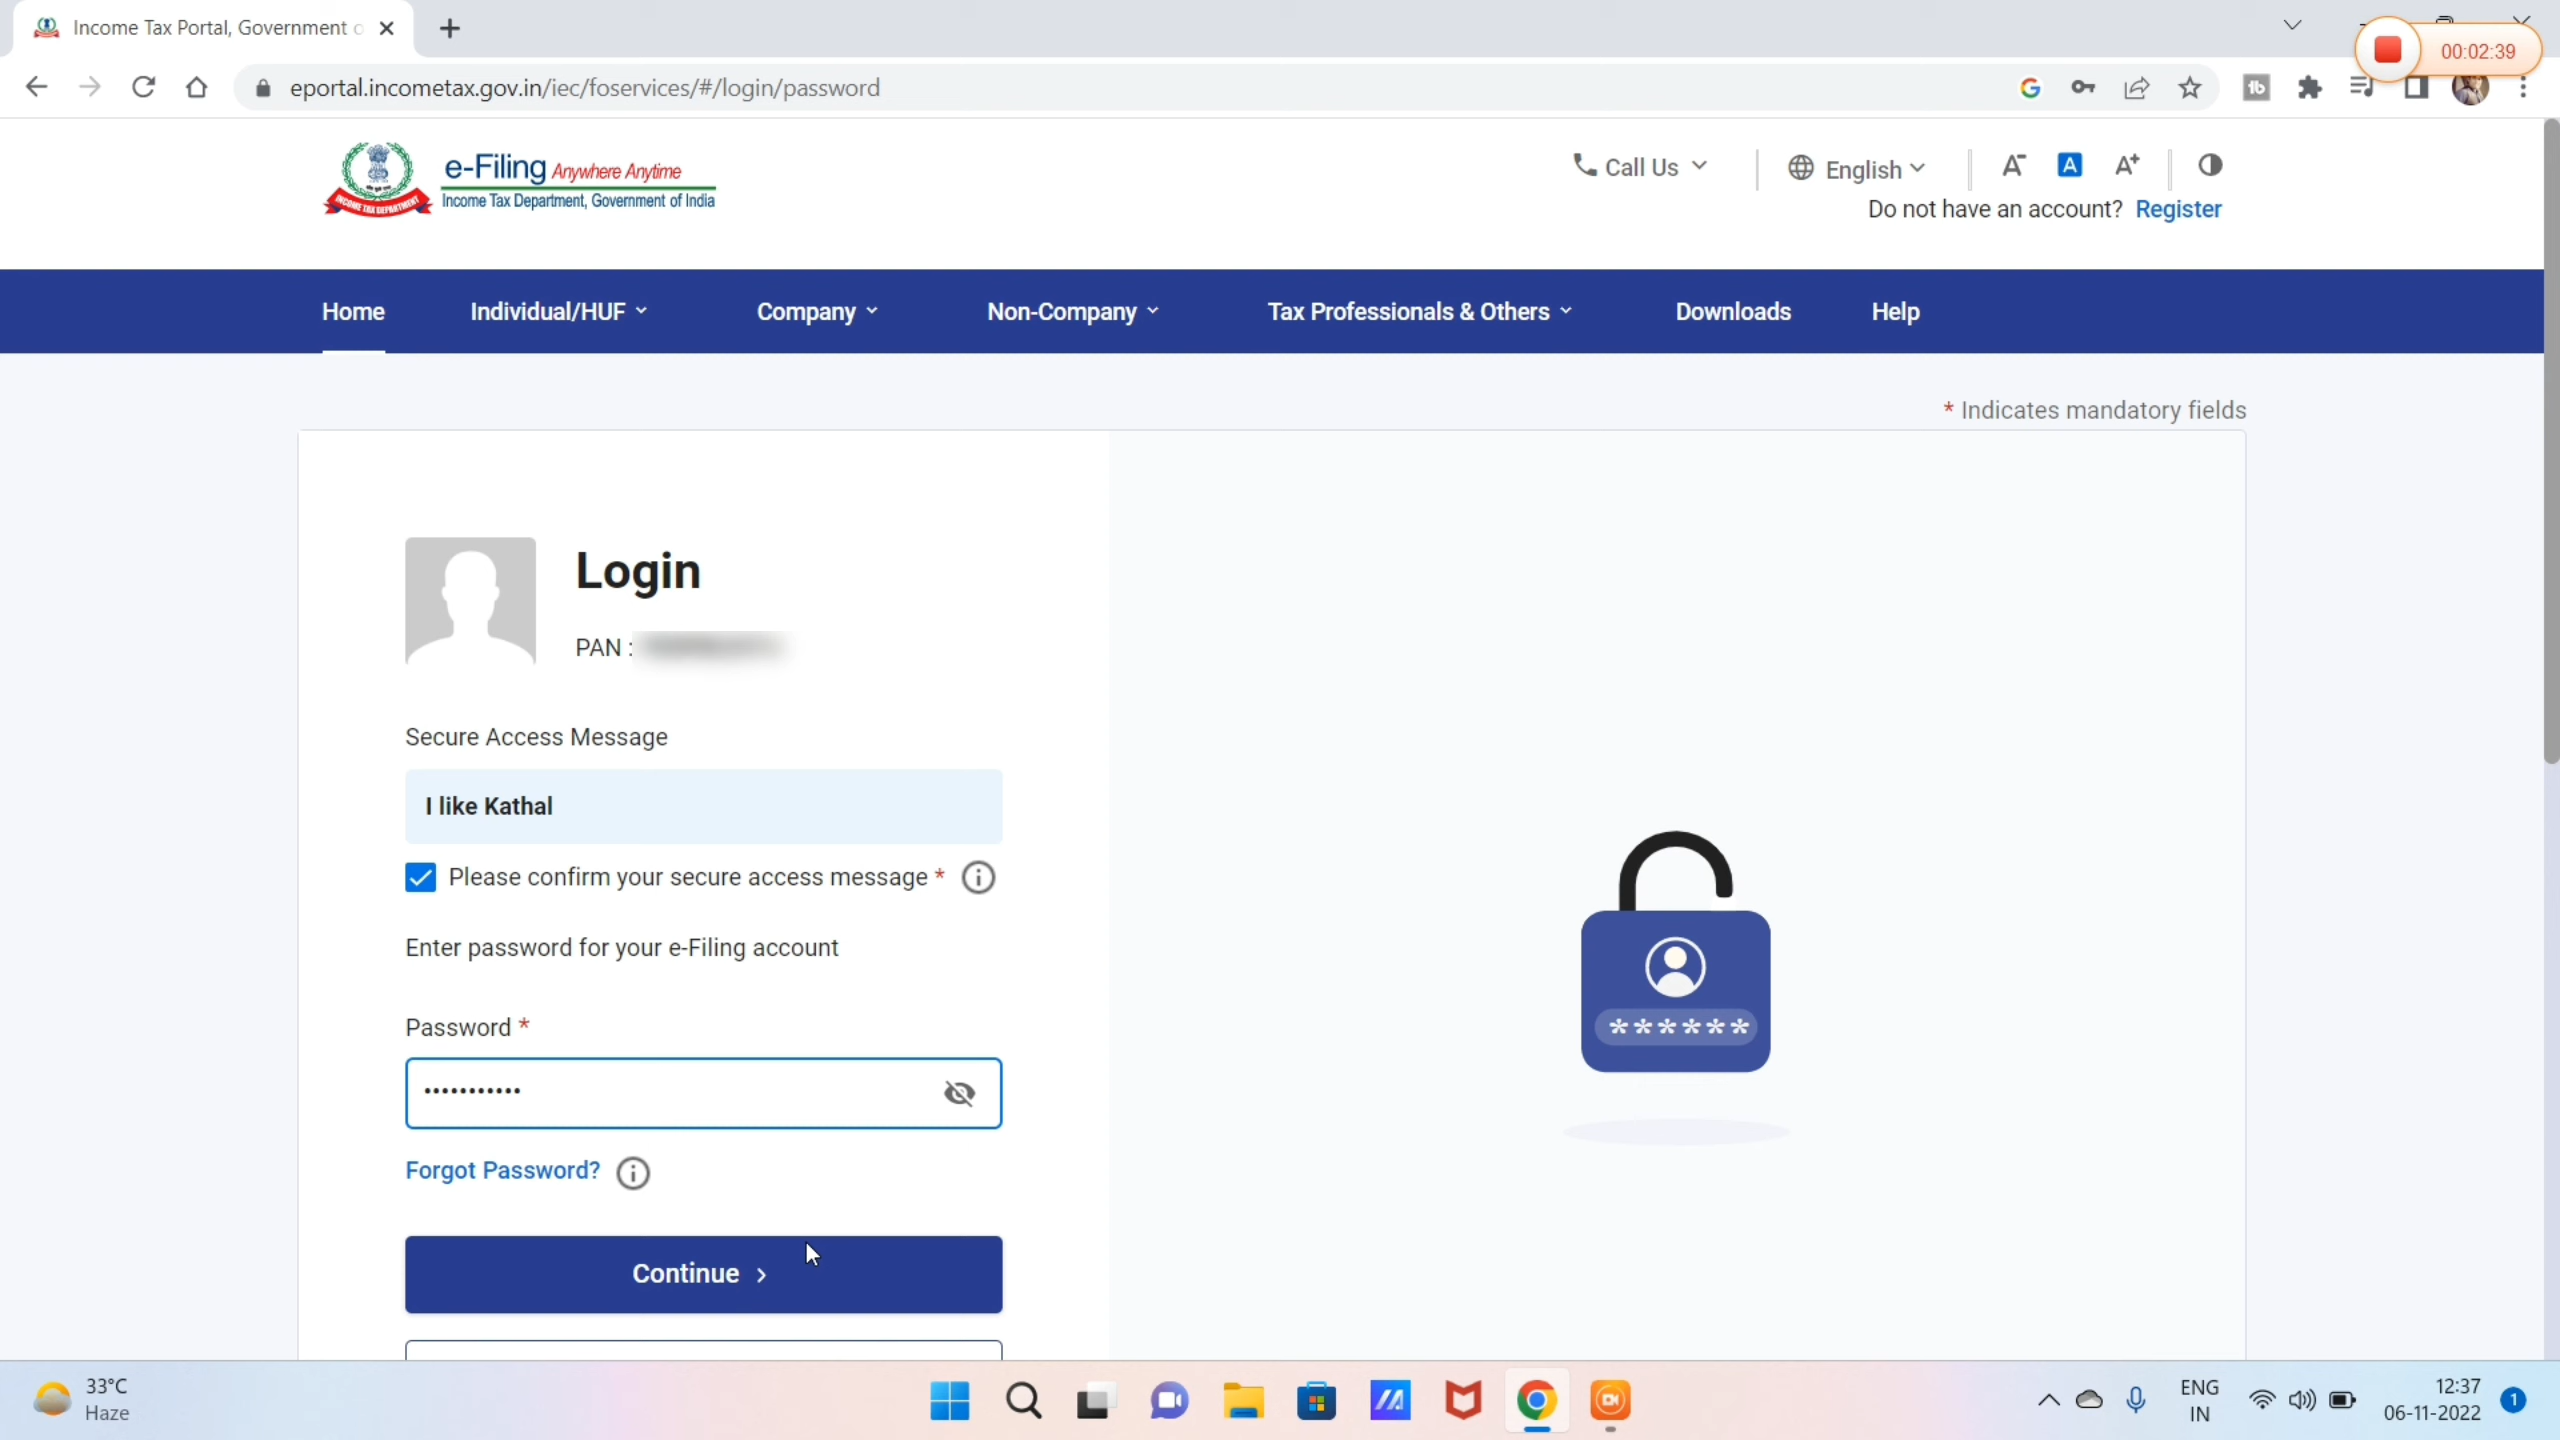 Income Tax Portal, Government o
00:02:39
eportal.incometax.gov.in/iec/foservices/#/login/password
e-Filing Anywhere Anytime
Income Tax Department, Government of India
INCOME TAX DEPARTMENT
Call Us
English
A-
A
A+
Do not have an account? Register
Home
Individual/HUF
Company
Non-Company
Tax Professionals & Others
Downloads
Help
* Indicates mandatory fields
Login
PAN :
Secure Access Message
I like Kathal
Please confirm your secure access message *
Enter password for your e-Filing account
Password *
•••••••••••
******
Forgot Password?
Continue >
33°C
Haze
ENG
IN
12:37
06-11-2022
1